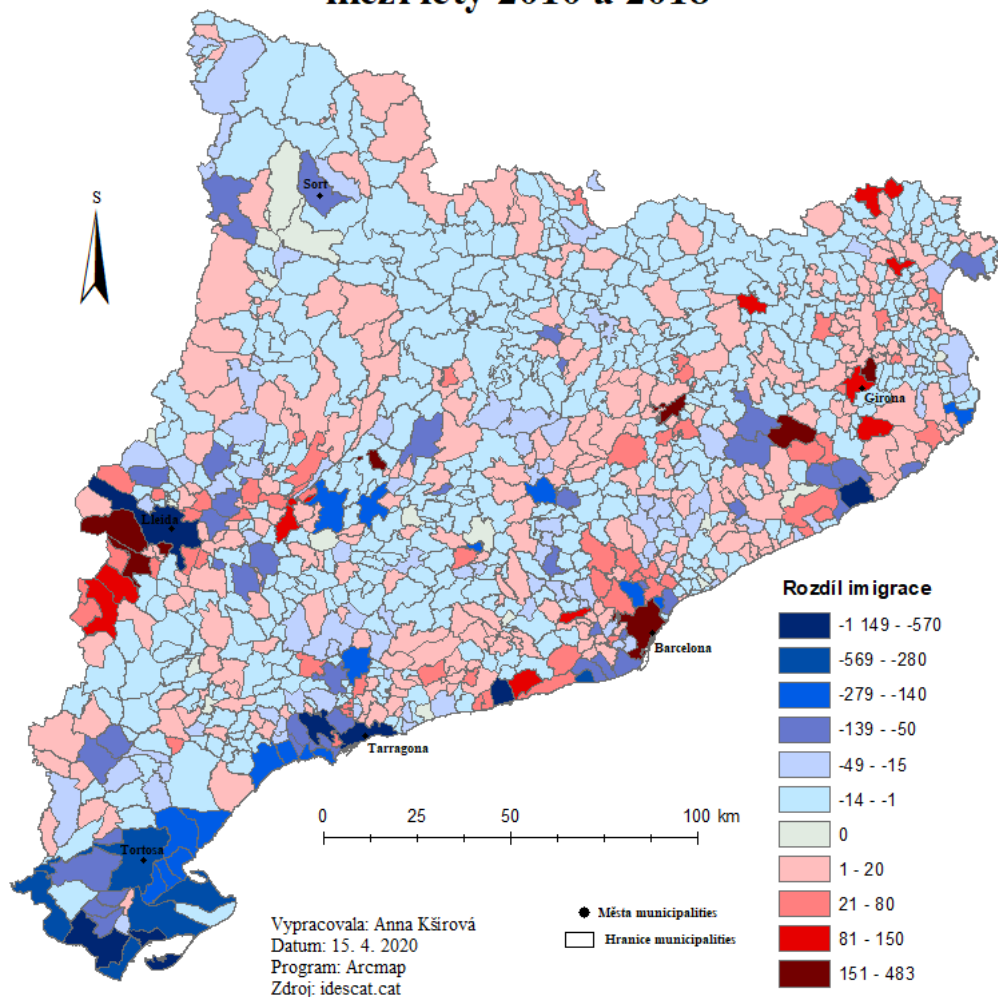 S
Sort
Girona
Lleida
Barcelona
Tarragona
Tortosa
Rozdíl imigrace
-1 149 - -570
-569 - -280
-279 - -140
-139 - -50
-49 - -15
-14 - -1
0
1 - 20
21 - 80
81 - 150
151 - 483
0 25 50 100 km
Města municipalities
Hranice municipalities
Vypracovala: Anna Kšírová
Datum: 15. 4. 2020
Program: Arcmap
Zdroj: idescat.cat